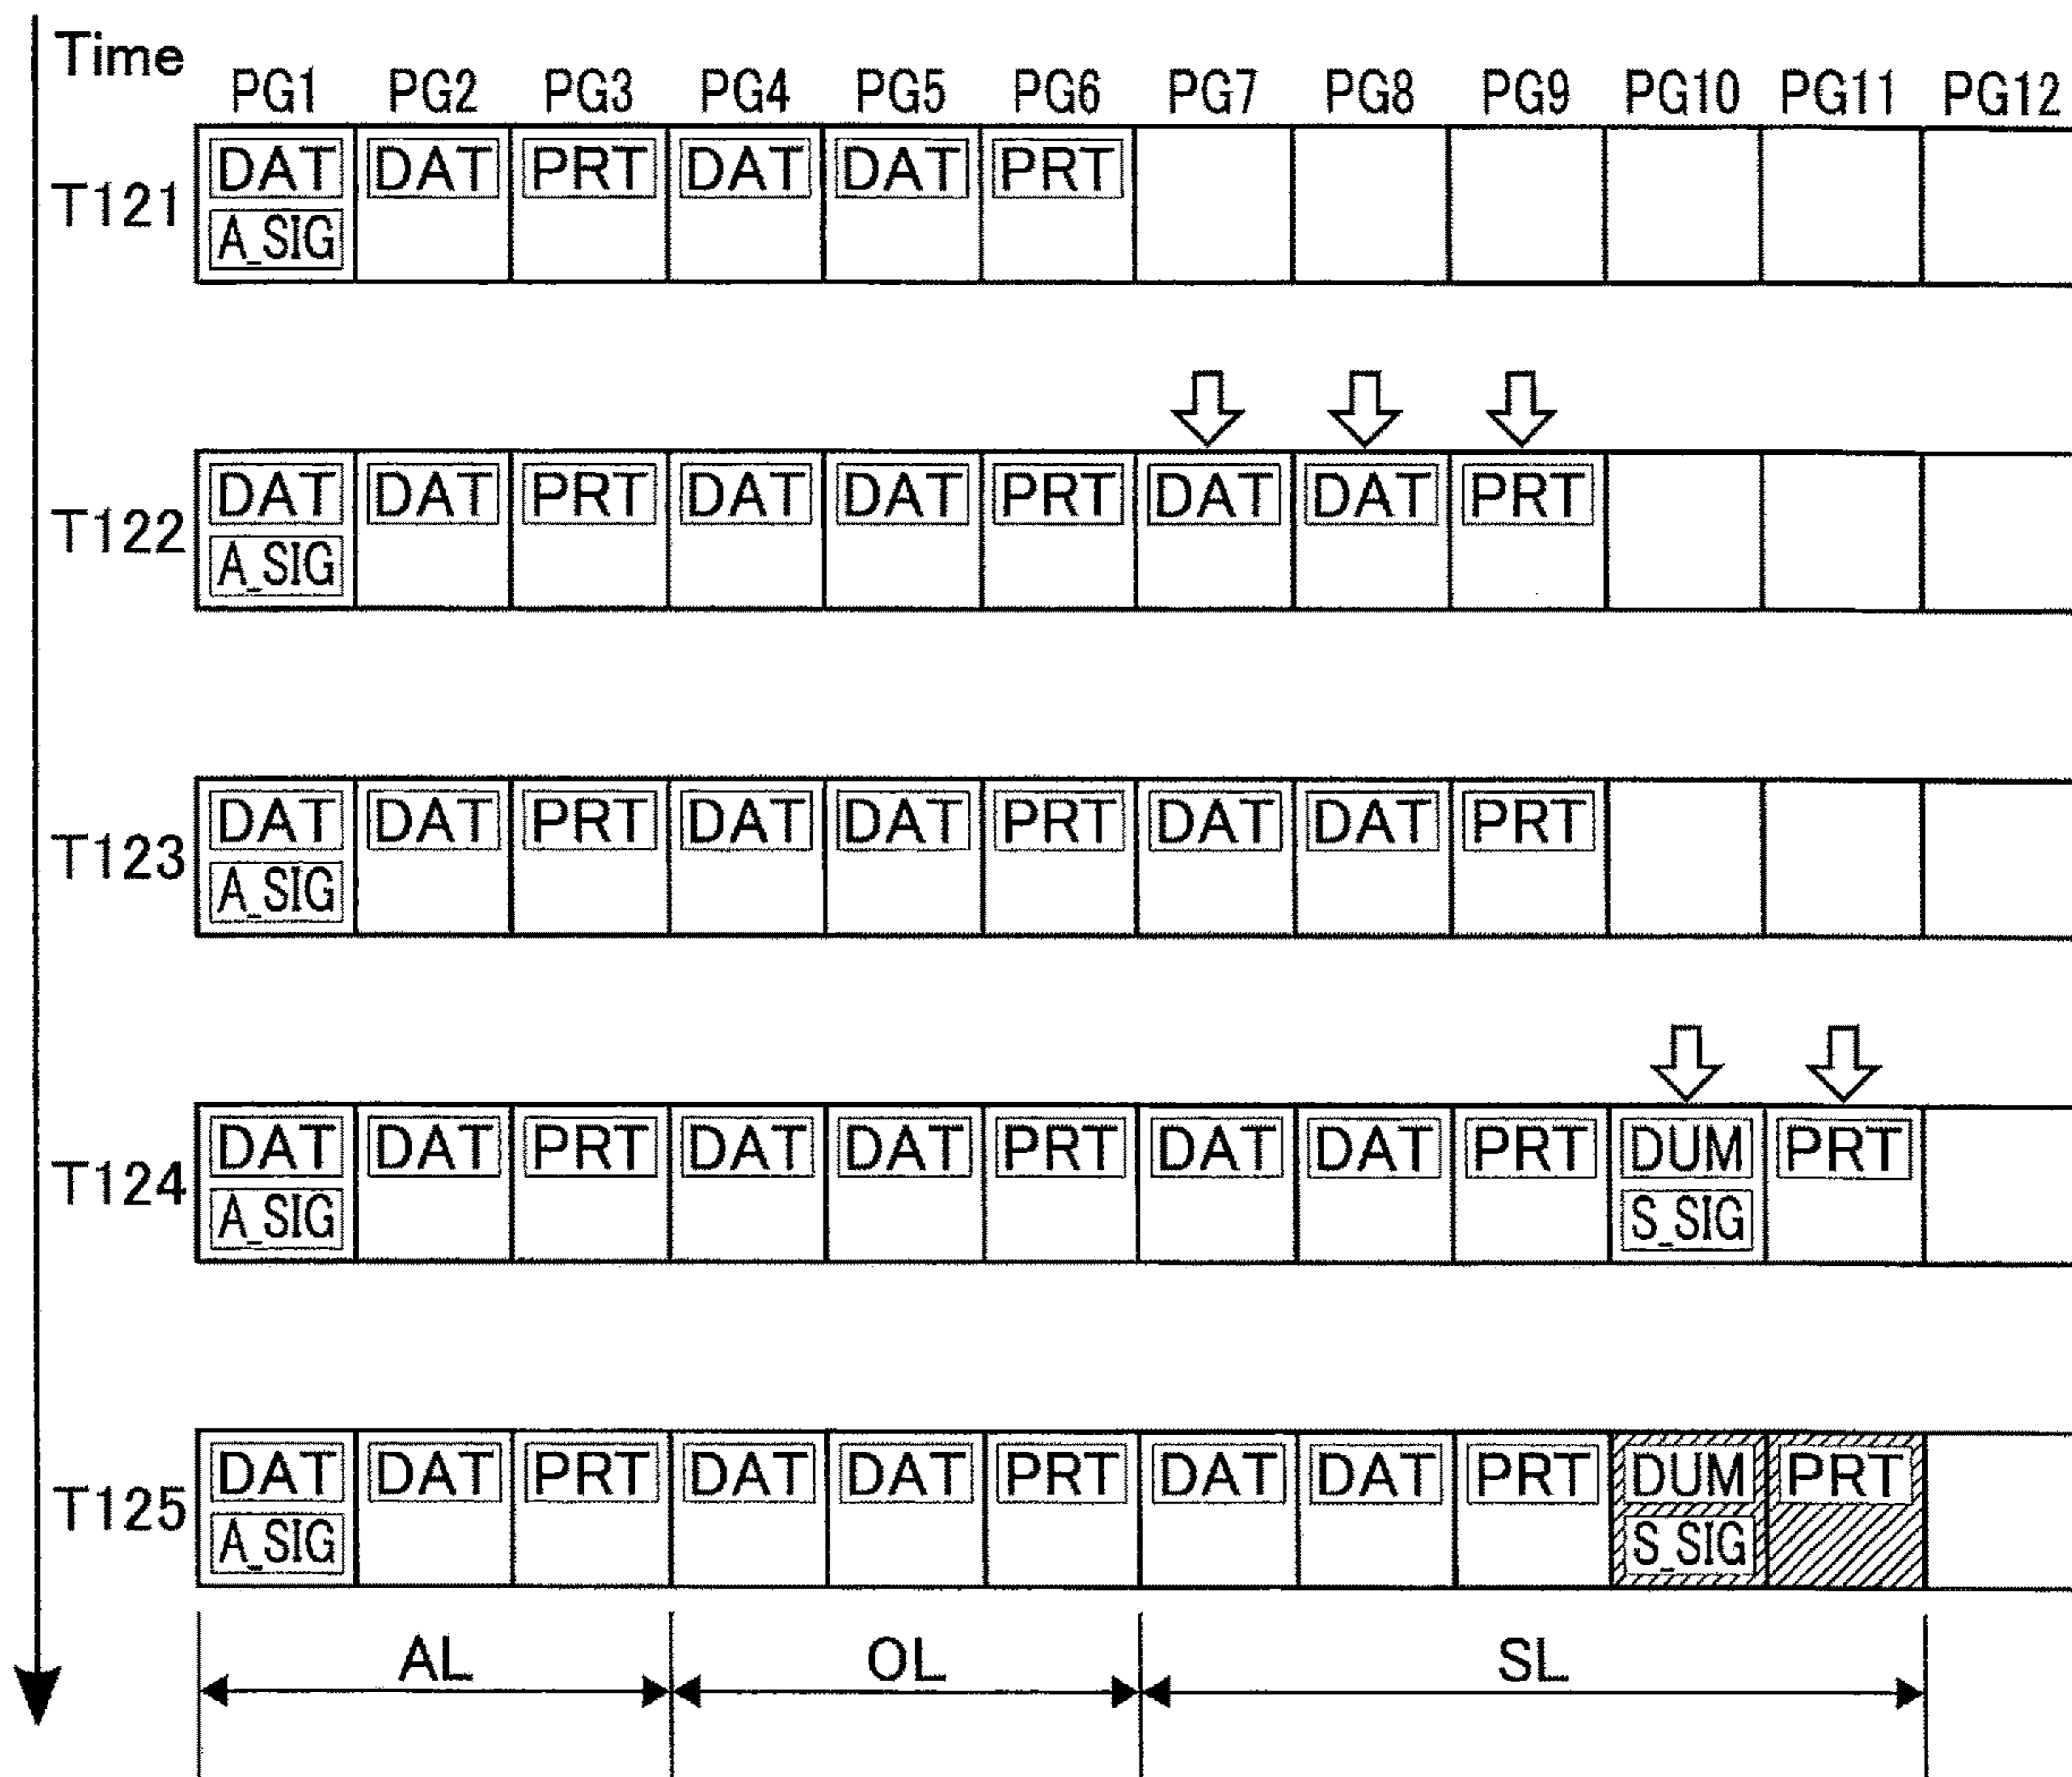 Time
PG1 PG2 PG3 PG4 PG5 PG6 PG7 PG8 PG9 PG10 PG11 PG12
T121 DAT DAT PRT DAT DAT PRT
A_SIG
T122 DAT DAT PRT DAT DAT PRT DAT DAT PRT
A_SIG
T123 DAT DAT PRT DAT DAT PRT DAT DAT PRT
A_SIG
T124 DAT DAT PRT DAT DAT PRT DAT DAT PRT DUM PRT
A_SIG S_SIG
T125 DAT DAT PRT DAT DAT PRT DAT DAT PRT DUM PRT
A_SIG S_SIG
AL OL SL